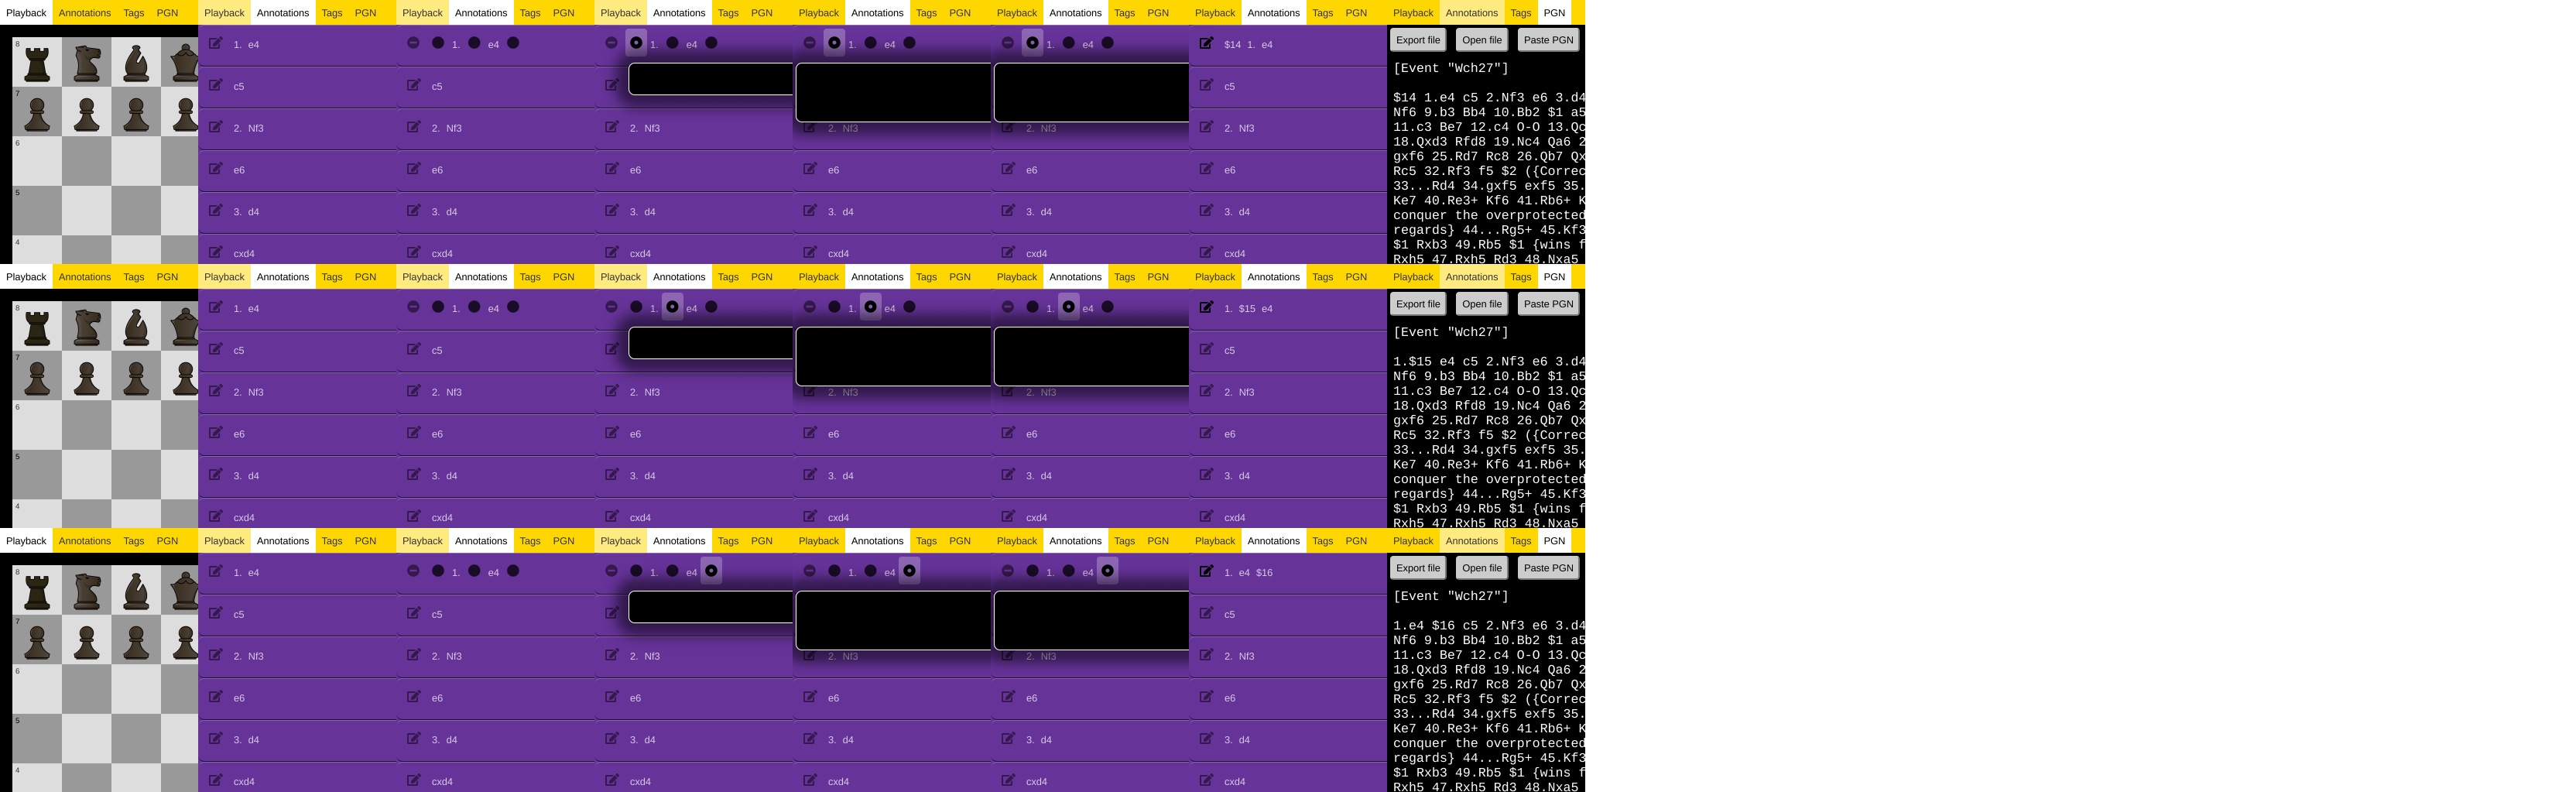 Playback Annotations Tags PGN Playback Annotations Tags PGN Playback Annotations Tags PGN Playback Annotations Tags PGN Playback Annotations Tags PGN Playback Annotations Tags PGN Playback Annotations Tags PGN Playback Annotations Tags PGN
8 1. e4 1. e4 1. e4 1. e4 1. e4 $14 1. e4 Export file Open file Paste PGN
[Event "Wch27"]
7 c5 c5 c5
$14 1.e4 c5 2.Nf3 e6 3.d4
Nf6 9.b3 Bb4 10.Bb2 $1 a5
2. Nf3 2. Nf3 2. Nf3 2. Nf3 2. Nf3 2. Nf3 11.c3 Be7 12.c4 O-O 13.Qc
6 18.Qxd3 Rfd8 19.Nc4 Qa6 2
gxf6 25.Rd7 Rc8 26.Qb7 Qx
e6 e6 e6 e6 e6 e6 Rc5 32.Rf3 f5 $2 ({Correc
5 33...Rd4 34.gxf5 exf5 35.
Ke7 40.Re3+ Kf6 41.Rb6+ K
3. d4 3. d4 3. d4 3. d4 3. d4 3. d4 conquer the overprotected
regards} 44...Rg5+ 45.Kf3
4 $1 Rxb3 49.Rb5 $1 {wins f
cxd4 cxd4 cxd4 cxd4 cxd4 cxd4 Rxh5 47.Rxh5 Rd3 48.Nxa5
Playback Annotations Tags PGN Playback Annotations Tags PGN Playback Annotations Tags PGN Playback Annotations Tags PGN Playback Annotations Tags PGN Playback Annotations Tags PGN Playback Annotations Tags PGN Playback Annotations Tags PGN
8 1. e4 1. e4 1. e4 1. e4 1. e4 1. $15 e4 Export file Open file Paste PGN
[Event "Wch27"]
7 c5 c5 c5
1.$15 e4 c5 2.Nf3 e6 3.d4
Nf6 9.b3 Bb4 10.Bb2 $1 a5
2. Nf3 2. Nf3 2. Nf3 2. Nf3 2. Nf3 2. Nf3 11.c3 Be7 12.c4 O-O 13.Qc
6 18.Qxd3 Rfd8 19.Nc4 Qa6 2
gxf6 25.Rd7 Rc8 26.Qb7 Qx
e6 e6 e6 e6 e6 e6 Rc5 32.Rf3 f5 $2 ({Correc
5 33...Rd4 34.gxf5 exf5 35.
Ke7 40.Re3+ Kf6 41.Rb6+ K
3. d4 3. d4 3. d4 3. d4 3. d4 3. d4 conquer the overprotected
regards} 44...Rg5+ 45.Kf3
4 $1 Rxb3 49.Rb5 $1 {wins f
cxd4 cxd4 cxd4 cxd4 cxd4 cxd4 Rxh5 47.Rxh5 Rd3 48.Nxa5
Playback Annotations Tags PGN Playback Annotations Tags PGN Playback Annotations Tags PGN Playback Annotations Tags PGN Playback Annotations Tags PGN Playback Annotations Tags PGN Playback Annotations Tags PGN Playback Annotations Tags PGN
8 1. e4 1. e4 1. e4 1. e4 1. e4 1. e4 $16 Export file Open file Paste PGN
[Event "Wch27"]
7 c5 c5 c5
1.e4 $16 c5 2.Nf3 e6 3.d4
Nf6 9.b3 Bb4 10.Bb2 $1 a5
2. Nf3 2. Nf3 2. Nf3 2. Nf3 2. Nf3 2. Nf3 11.c3 Be7 12.c4 O-O 13.Qc
6 18.Qxd3 Rfd8 19.Nc4 Qa6 2
gxf6 25.Rd7 Rc8 26.Qb7 Qx
e6 e6 e6 e6 e6 e6 Rc5 32.Rf3 f5 $2 ({Correc
5 33...Rd4 34.gxf5 exf5 35.
Ke7 40.Re3+ Kf6 41.Rb6+ K
3. d4 3. d4 3. d4 3. d4 3. d4 3. d4 conquer the overprotected
regards} 44...Rg5+ 45.Kf3
4 $1 Rxb3 49.Rb5 $1 {wins f
cxd4 cxd4 cxd4 cxd4 cxd4 cxd4 Rxh5 47.Rxh5 Rd3 48.Nxa5